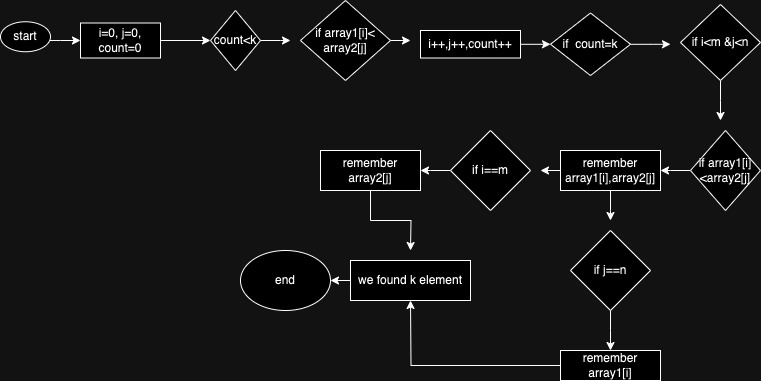 start
i=0, j=0,
count=0
count<k
if array1[i]<
array2[j]
i++,j++,count++
if  count=k
if i<m &j<n
if array1[i]
<array2[j]
remember
array1[i],array2[j]
if i==m
remember
array2[j]
if j==n
we found k element
end
remember
array1[i]